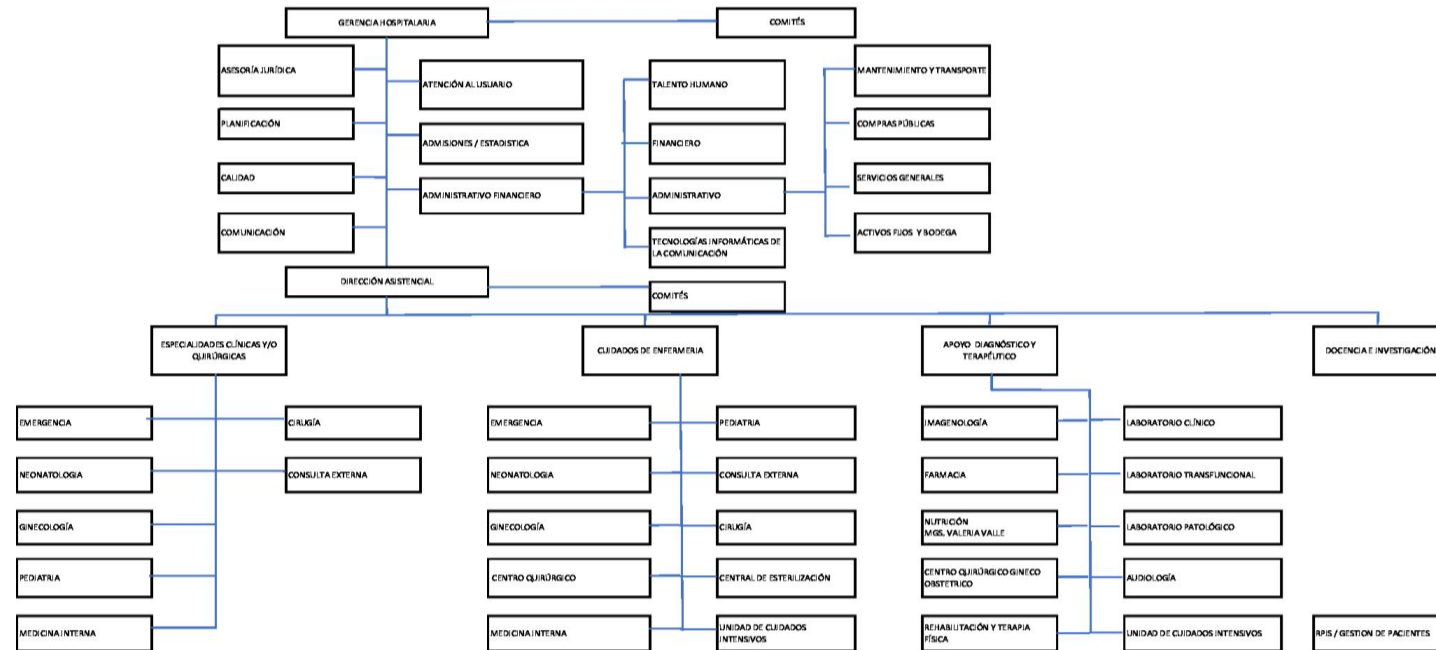 GERENCIA HOSPITALARIA
COMITÉS
ASESORÍA JURÍDICA
ATENCIÓN AL USUARIO
TALENTO HUMANO
MANTENIMIENTO Y TRANSPORTE
PLANIFICACIÓN
ADMISIONES / ESTADISTICA
FINANCIERO
COMPRAS PÚBLICAS
CALIDAD
ADMINISTRATIVO FINANCIERO
ADMINISTRATIVO
SERVICIOS GENERALES
COMUNICACIÓN
TECNOLOGÍAS INFORMÁTICAS DE
LA COMUNICACIÓN
ACTIVOS FIJOS Y BODEGA
DIRECCIÓN ASISTENCIAL
COMITÉS
ESPECIALIDADES CLÍNICAS Y/O
QUIRÚRGICAS
CUIDADOS DE ENFERMERIA
APOYO DIAGNÓSTICO Y
TERAPÉUTICO
DOCENCIA E INVESTIGACIÓN
EMERGENCIA
CIRUGÍA
EMERGENCIA
PEDIATRIA
IMAGENOLOGÍA
LABORATORIO CLÍNICO
NEONATOLOGIA
CONSULTA EXTERNA
NEONATOLOGIA
CONSULTA EXTERNA
FARMACIA
LABORATORIO TRANSFUNCIONAL
GINECOLOGÍA
GINECOLOGÍA
CIRUGÍA
NUTRICIÓN
MGS. VALERIA VALLE
LABORATORIO PATOLÓGICO
PEDIATRIA
CENTRO QUIRÚRGICO
CENTRAL DE ESTERILIZACIÓN
CENTRO QUIRÚRGICO GINECO
OBSTETRICO
AUDIOLOGÍA
MEDICINA INTERNA
MEDICINA INTERNA
UNIDAD DE CUIDADOS
INTENSIVOS
REHABILITACIÓN Y TERAPIA
FÍSICA
UNIDAD DE CUIDADOS INTENSIVOS
RPIS / GESTION DE PACIENTES